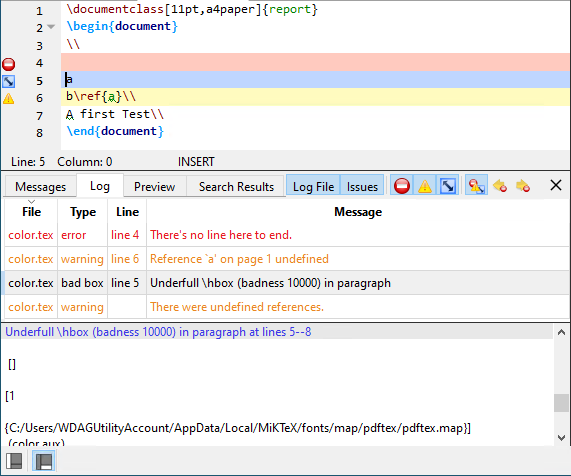 1 \documentclass[11pt,a4paper]{report}
2 \begin{document}
3 \\
4
5 a
6 b\ref{a}\\
7 A first Test\\
8 \end{document}
Line: 5 Column: 0 INSERT
Messages Log Preview Search Results Log File Issues
File Type Line Message
color.tex error line 4 There's no line here to end.
color.tex warning line 6 Reference `a' on page 1 undefined
color.tex bad box line 5 Underfull \hbox (badness 10000) in paragraph
color.tex warning There were undefined references.
Underfull \hbox (badness 10000) in paragraph at lines 5--8
[]
[1
{C:/Users/WDAGUtilityAccount/AppData/Local/MiKTeX/fonts/map/pdftex/pdftex.map}]
(color.aux)